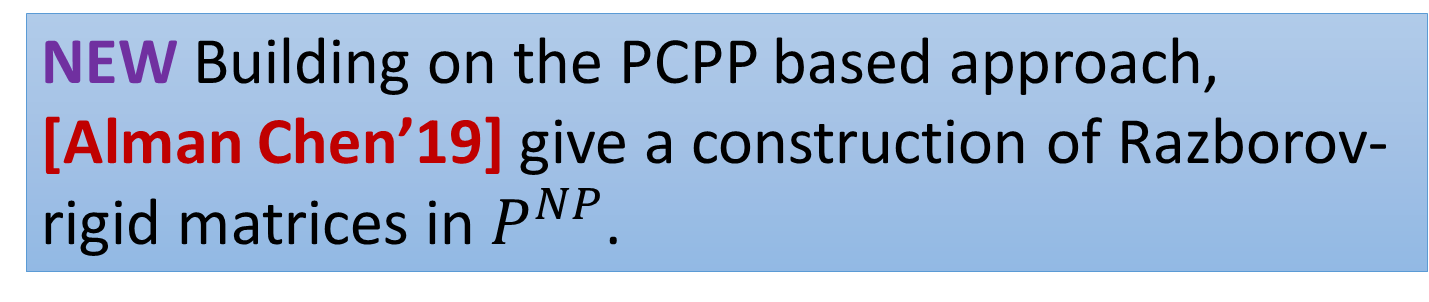 NEW Building on the PCPP based approach,
[Alman Chen’19] give a construction of Razborov-
rigid matrices in $P^{NP}$.